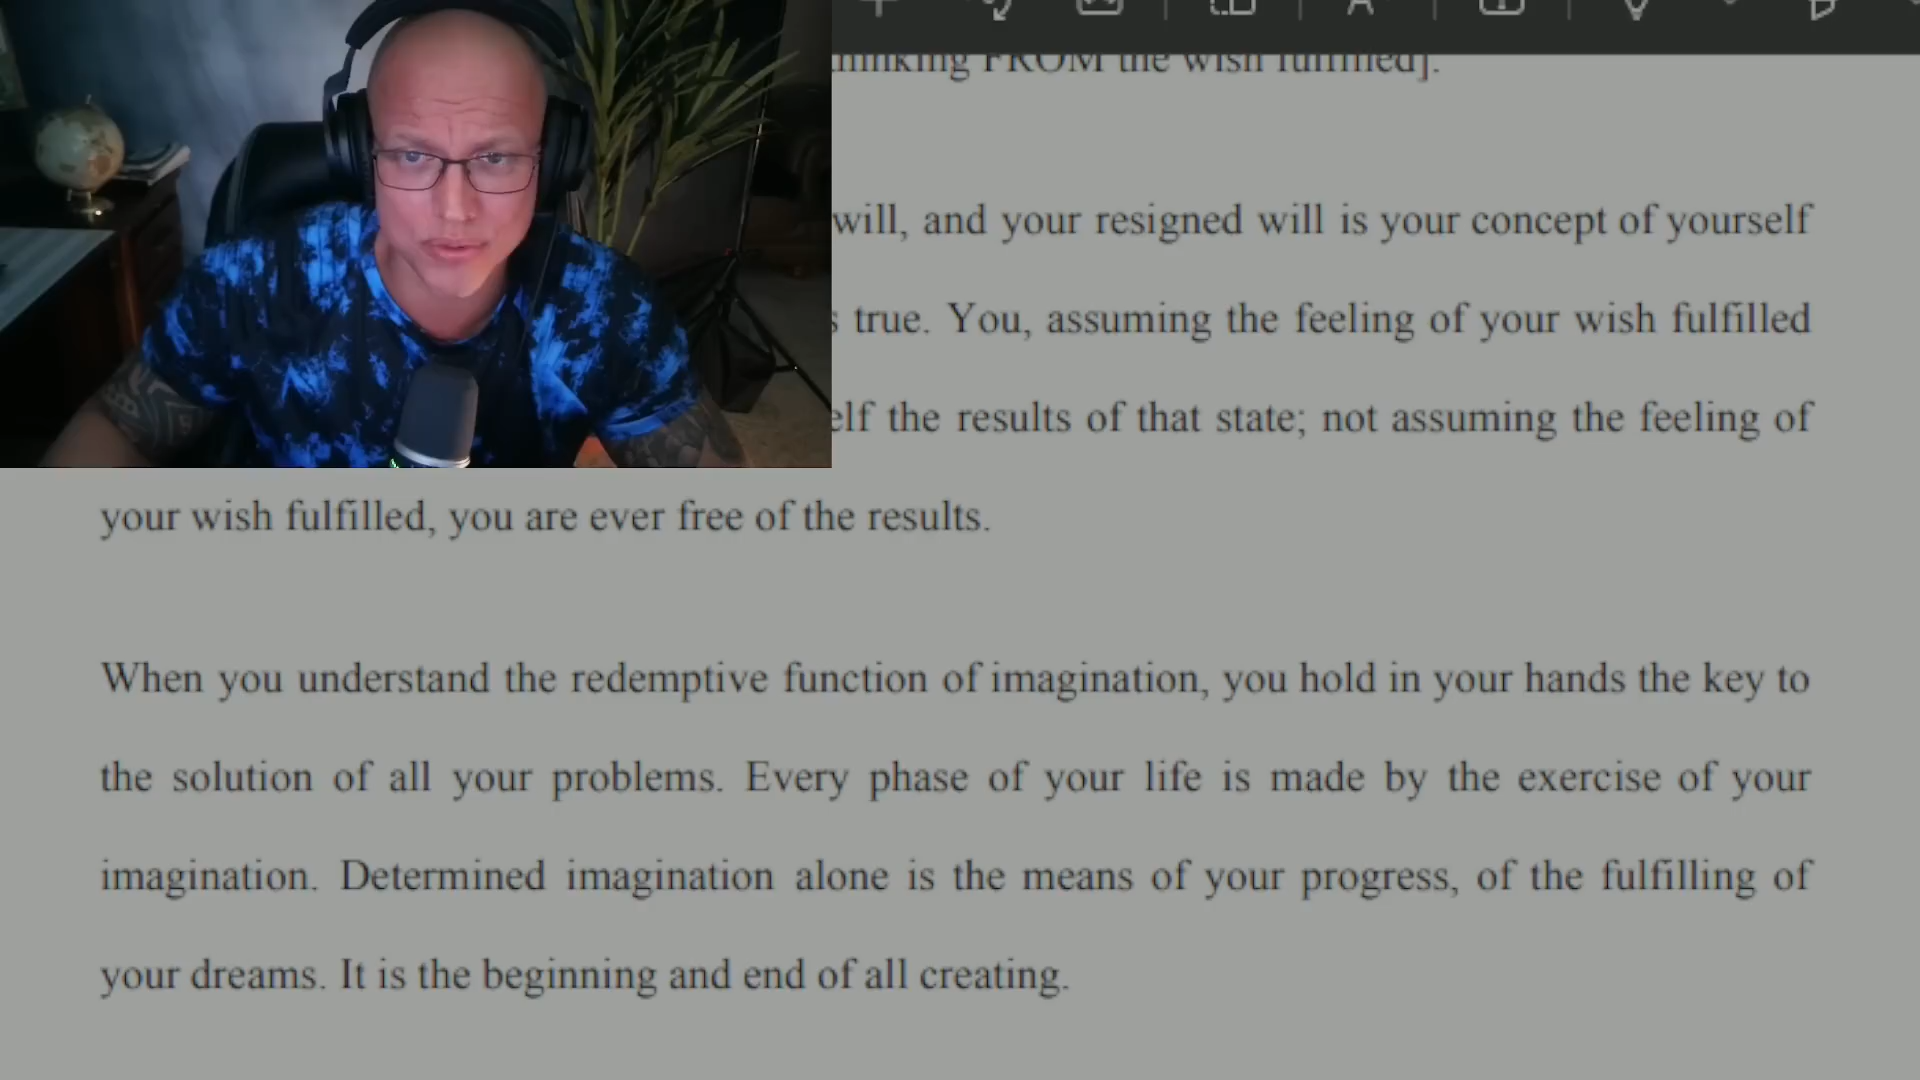 thinking FROM the wish fulfilled].
will, and your resigned will is your concept of yourself
true. You, assuming the feeling of your wish fulfilled
the results of that state; not assuming the feeling of
your wish fulfilled, you are ever free of the results.
When you understand the redemptive function of imagination, you hold in your hands the key to
the solution of all your problems. Every phase of your life is made by the exercise of your
imagination. Determined imagination alone is the means of your progress, of the fulfilling of
your dreams. It is the beginning and end of all creating.